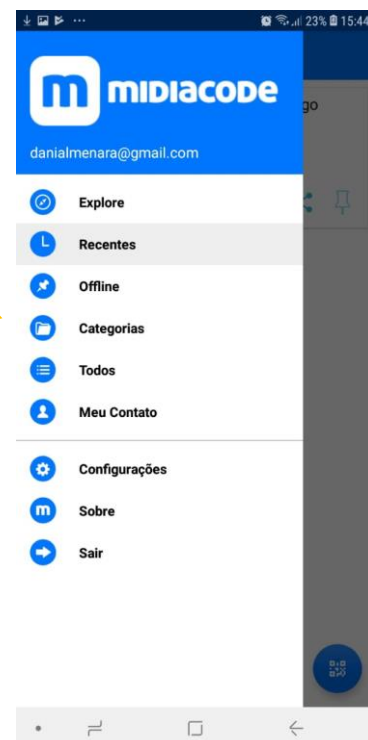 23% 15:44
m mIDIacode
go
danialmenara@gmail.com
Explore
Recentes
Offline
Categorias
Todos
Meu Contato
Configurações
m Sobre
Sair